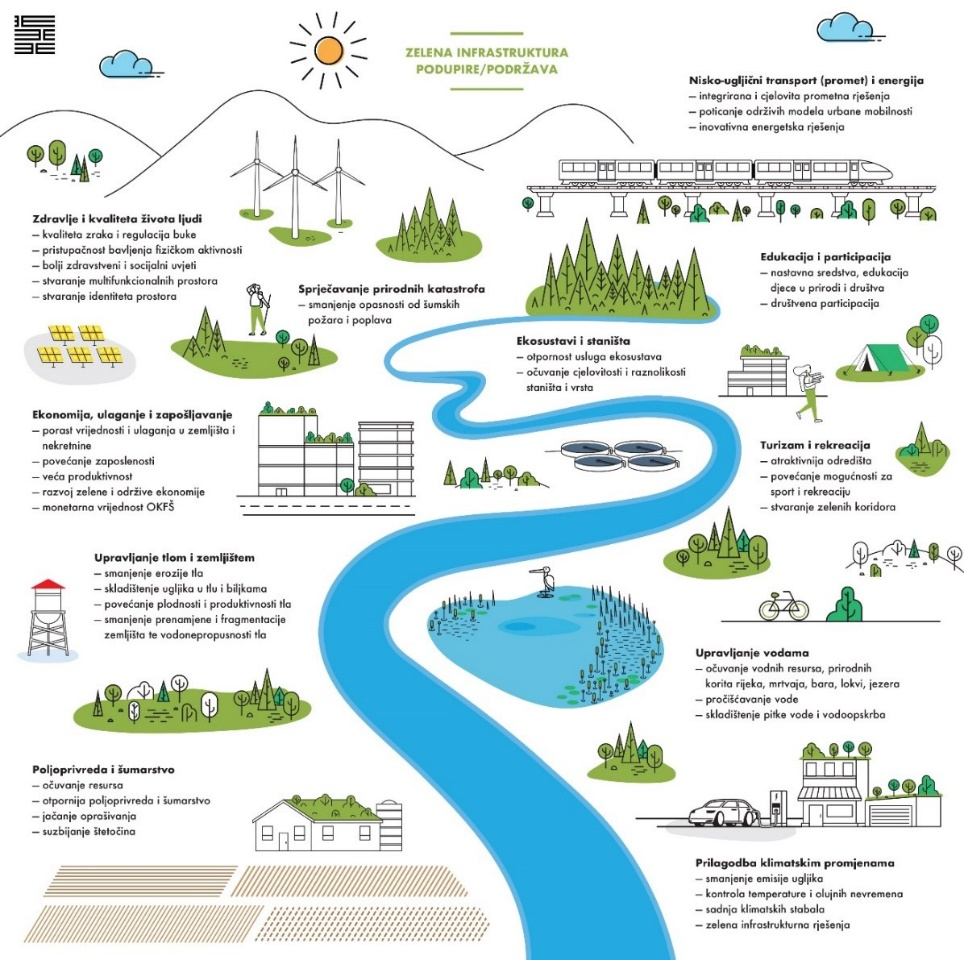 ZELENA INFRASTRUKTURA
PODUPIRE/PODRŽAVA
Nisko-ugljični transport (promet) i energija
– integrirana i cjelovita prometna rješenja
– poticanje održivih modela urbane mobilnosti
– inovativna energetska rješenja
Zdravlje i kvaliteta života ljudi
– kvaliteta zraka i regulacija buke
– pristupačnost bavljenja fizičkom aktivnosti
– bolji zdravstveni i socijalni uvjeti
– stvaranje multifunkcionalnih prostora
– stvaranje identiteta prostora
Sprječavanje prirodnih katastrofa
– smanjenje opasnosti od šumskih
požara i poplava
Edukacija i participacija
– nastavna sredstva, edukacija
djece u prirodi i društva
– društvena participacija
Ekosustavi i staništa
– otpornost usluga ekosustava
– očuvanje cjelovitosti i raznolikosti
staništa i vrsta
Ekonomija, ulaganje i zapošljavanje
– porast vrijednosti i ulaganja u zemljišta i
nekretnine
– povećanje zaposlenosti
– veća produktivnost
– razvoj zelene i održive ekonomije
– monetarna vrijednost OKFŠ
Turizam i rekreacija
– atraktivnija odredišta
– povećanje mogućnosti za
sport i rekreaciju
– stvaranje zelenih koridora
Upravljanje tlom i zemljištem
– smanjenje erozije tla
– skladištenje ugljika u tlu i biljkama
– povećanje plodnosti i produktivnosti tla
– smanjenje prenamjene i fragmentacije
zemljišta te vodonepropusnosti tla
Upravljanje vodama
– očuvanje vodnih resursa, prirodnih
korita rijeka, mrtvaja, bara, lokvi, jezera
– pročišćavanje vode
– skladištenje pitke vode i vodoopskrba
Poljoprivreda i šumarstvo
– očuvanje resursa
– otpornija poljoprivreda i šumarstvo
– jačanje oprašivanja
– suzbijanje štetočina
Prilagodba klimatskim promjenama
– smanjenje emisije ugljika
– kontrola temperature i olujnih nevremena
– sadnja klimatskih stabala
– zelena infrastrukturna rješenja